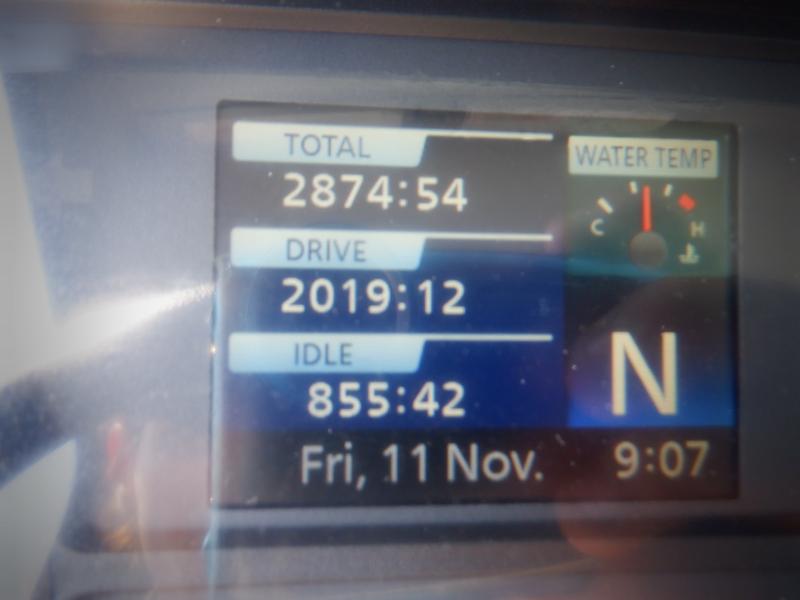 TOTAL
2874:54
DRIVE
2019:12
IDLE
855:42
Fri, 11 Nov.
WATER TEMP
C
H
N
9:07